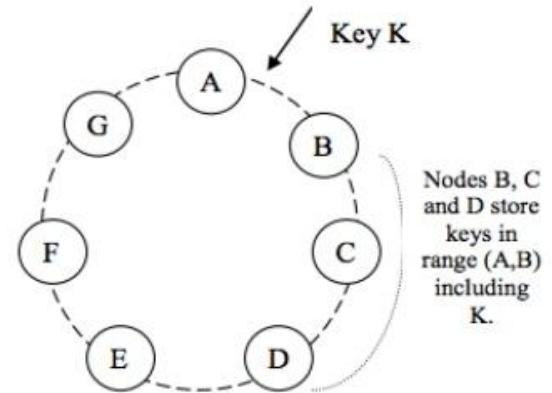 Key K
A
B
G
Nodes B, C
and D store
keys in
range (A,B)
including
K.
C
F
E
D